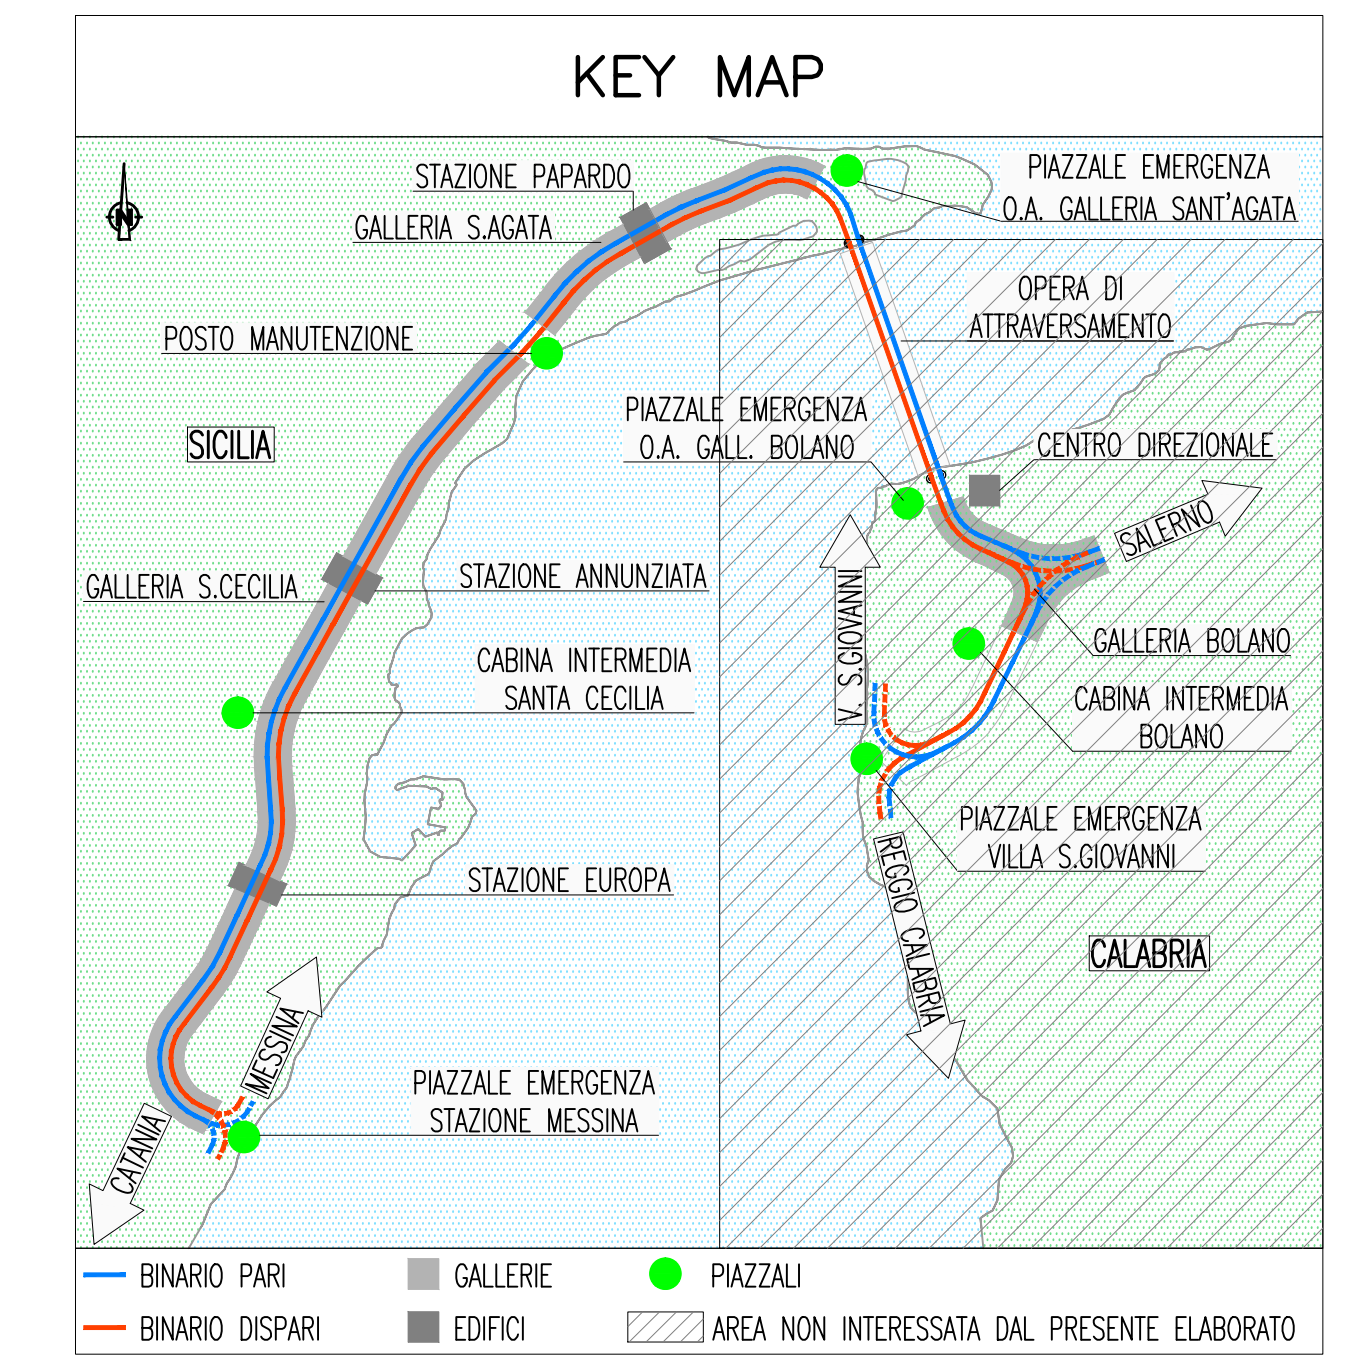 KEY MAP
N
STAZIONE PAPARDO
GALLERIA S.AGATA
PIAZZALE EMERGENZA
O.A. GALLERIA SANT'AGATA
OPERA DI
ATTRAVERSAMENTO
POSTO MANUTENZIONE
SICILIA
PIAZZALE EMERGENZA
O.A. GALL. BOLANO
CENTRO DIREZIONALE
SALERNO
GALLERIA S.CECILIA
STAZIONE ANNUNZIATA
V. S.GIOVANNI
GALLERIA BOLANO
CABINA INTERMEDIA
SANTA CECILIA
CABINA INTERMEDIA
BOLANO
PIAZZALE EMERGENZA
VILLA S.GIOVANNI
STAZIONE EUROPA
REGGIO CALABRIA
CALABRIA
MESSINA
PIAZZALE EMERGENZA
STAZIONE MESSINA
CATANIA
BINARIO PARI
GALLERIE
PIAZZALI
BINARIO DISPARI
EDIFICI
AREA NON INTERESSATA DAL PRESENTE ELABORATO